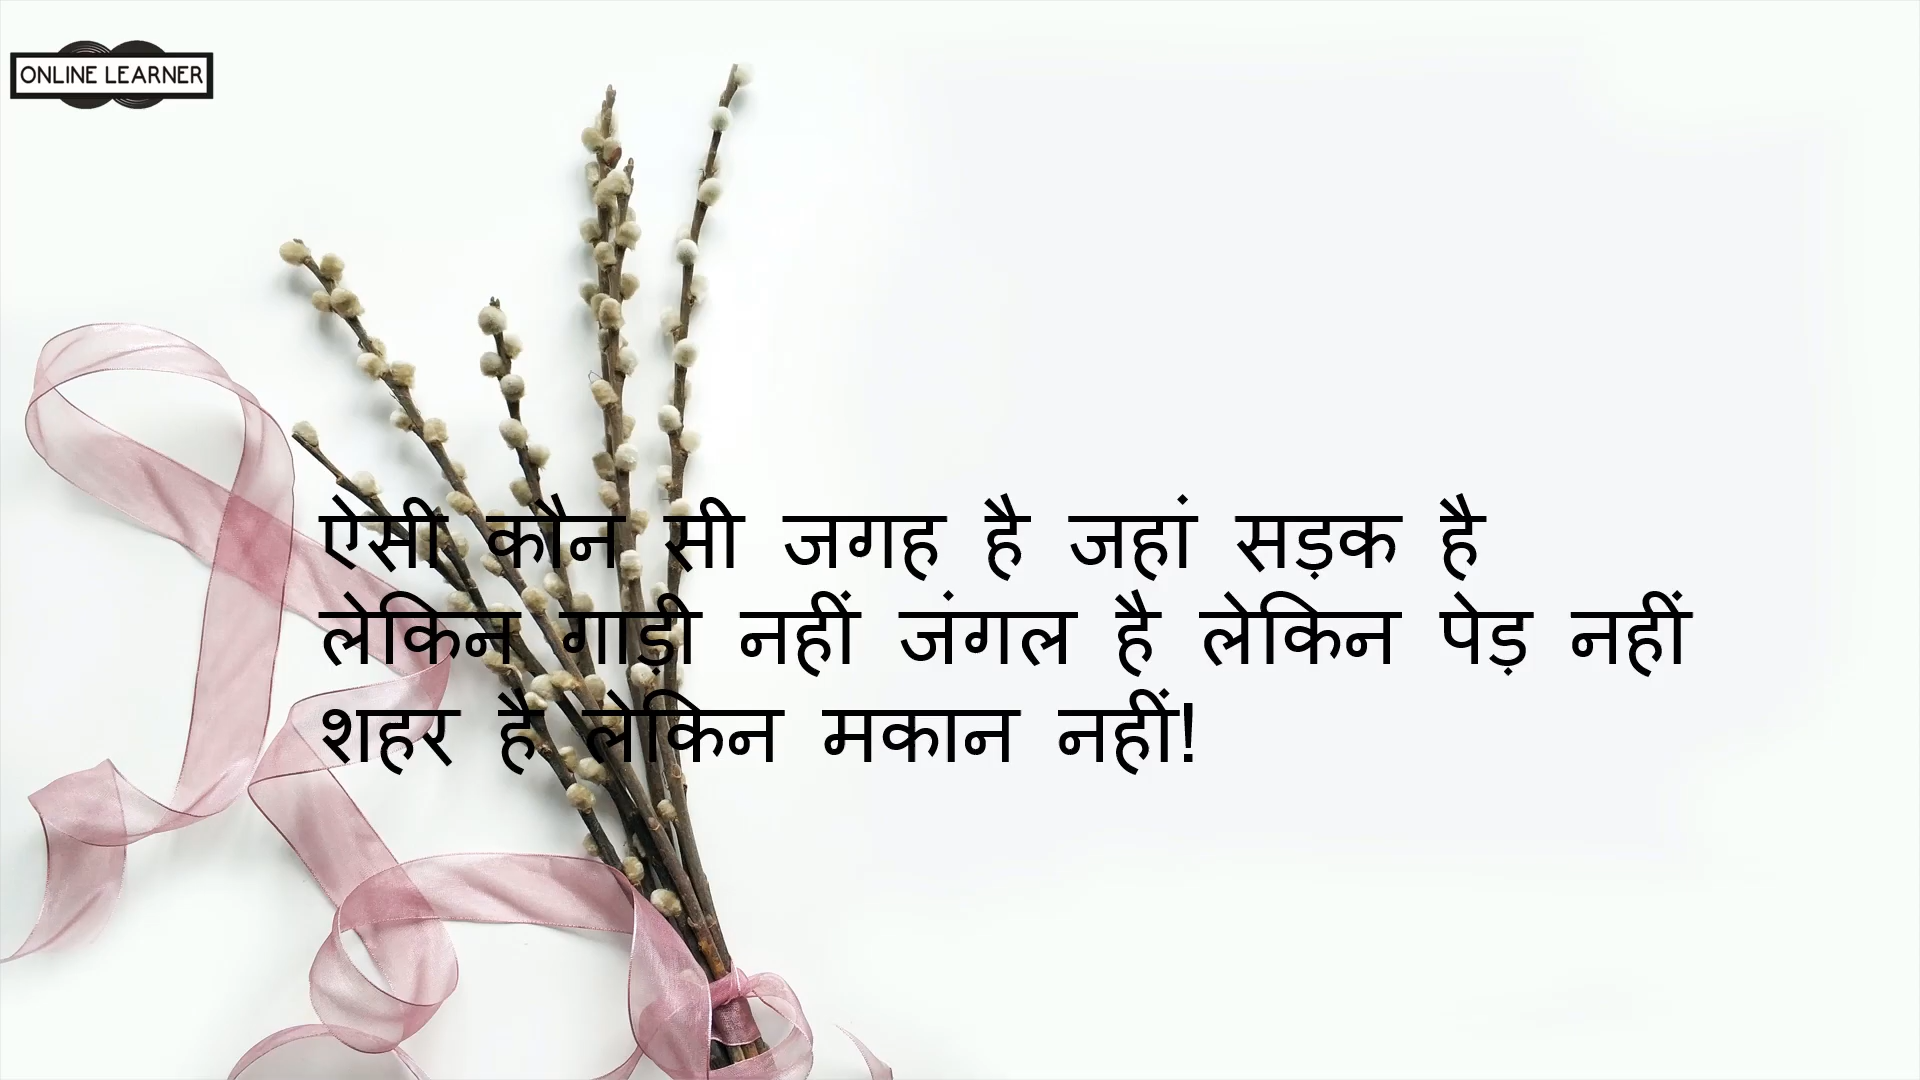 ONLINE LEARNER
ऐसी कौन सी जगह है जहां सड़क है
लेकिन गाड़ी नहीं जंगल है लेकिन पेड़ नहीं
शहर है लेकिन मकान नहीं!